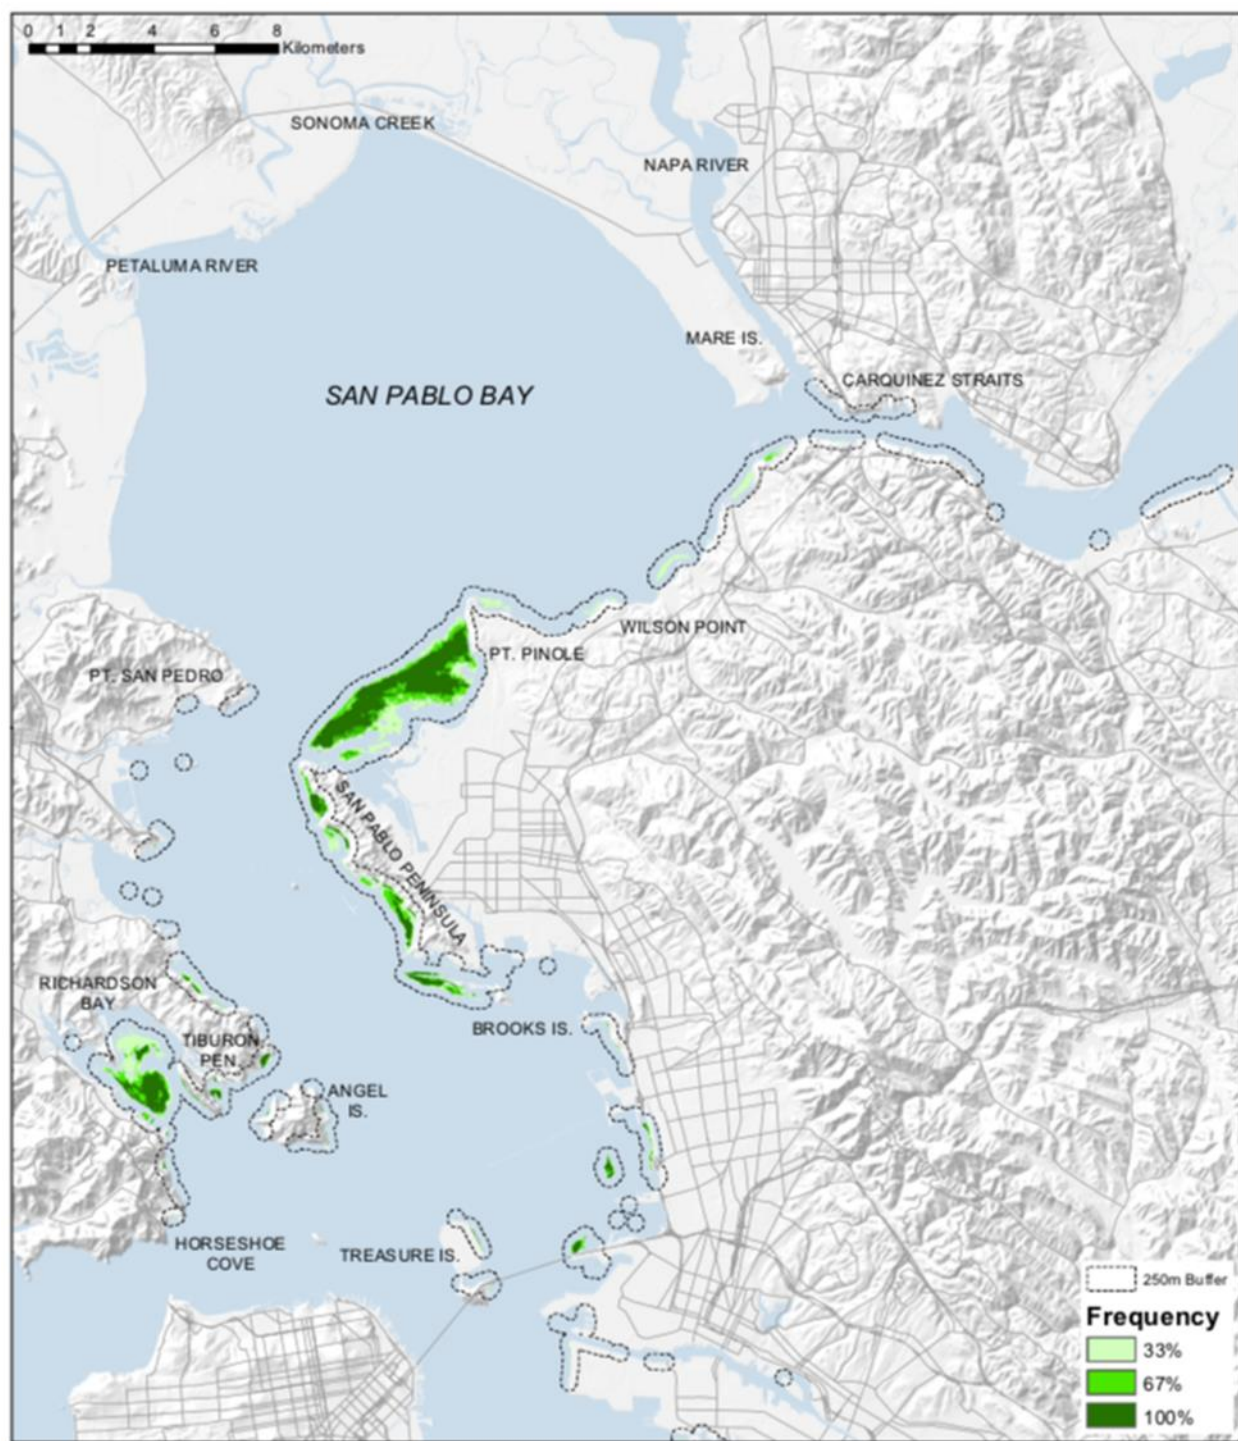 0 1 2 4 6 8
Kilometers
SONOMA CREEK
NAPA RIVER
PETALUMA RIVER
MARE IS.
CARQUINEZ STRAITS
SAN PABLO BAY
WILSON POINT
PT. PINOLE
PT. SAN PEDRO
SAN PABLO PENINSULA
RICHARDSON
BAY
BROOKS IS.
TIBURON
PEN.
ANGEL
IS.
HORSESHOE
COVE
TREASURE IS.
250m Buffer
Frequency
33%
67%
100%